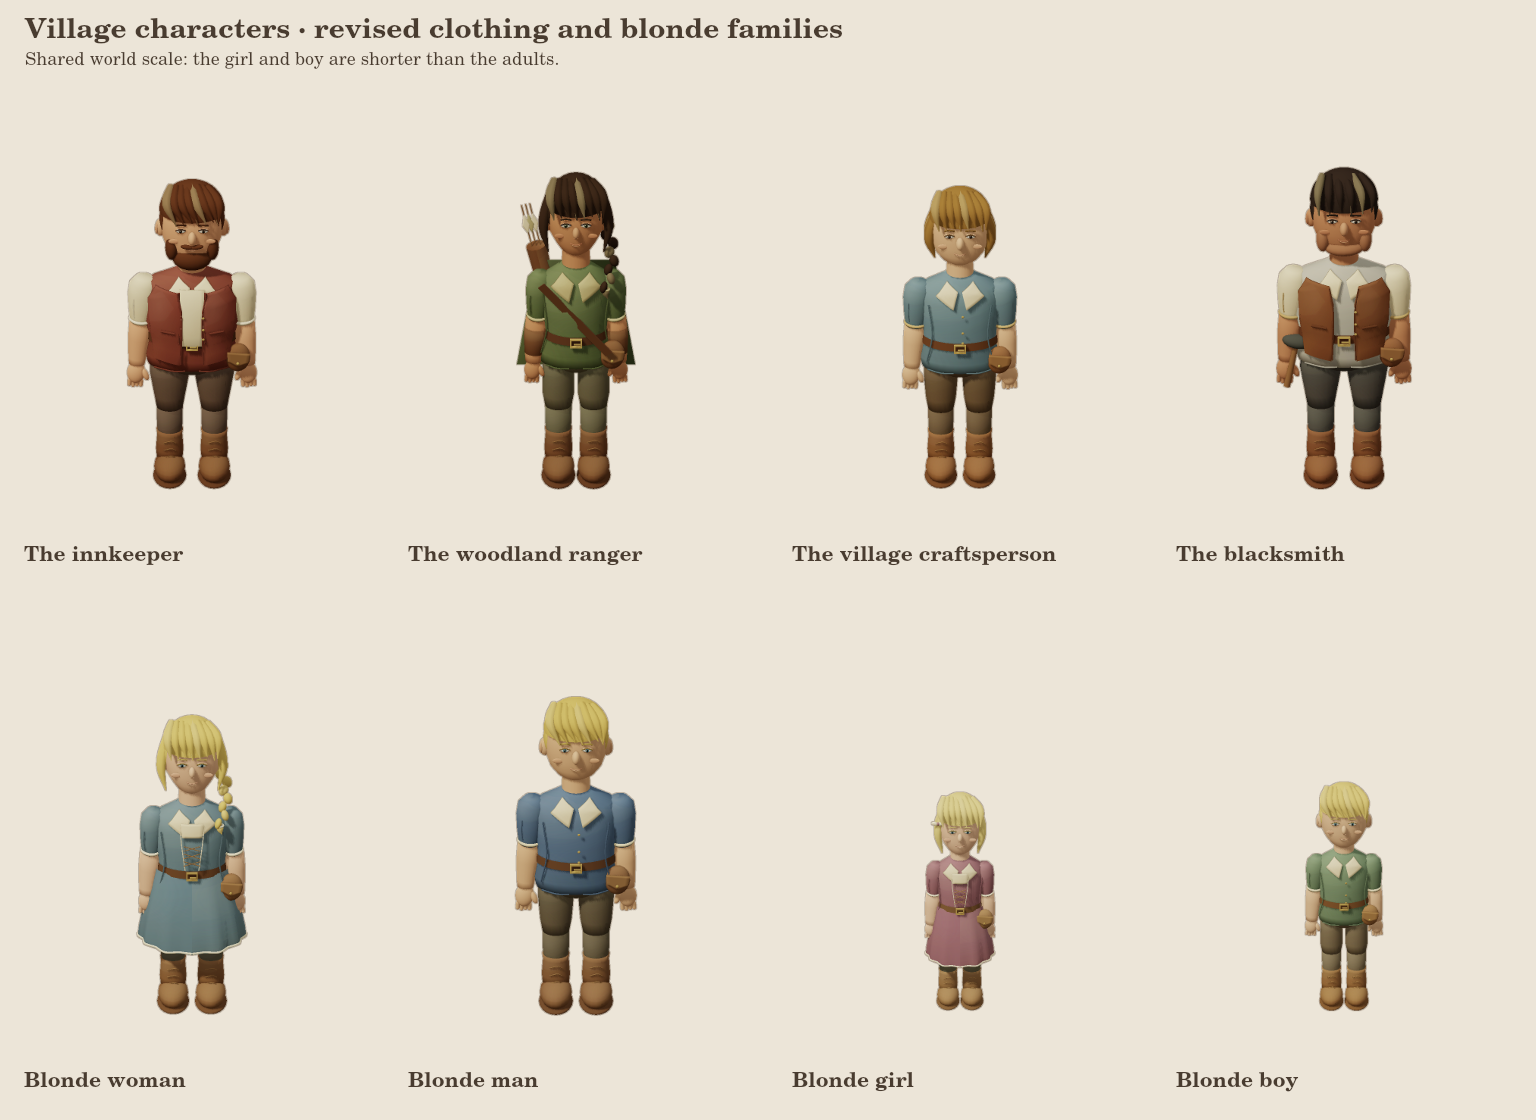 Village characters · revised clothing and blonde families
Shared world scale: the girl and boy are shorter than the adults.
The innkeeper
The woodland ranger
The village craftsperson
The blacksmith
Blonde woman
Blonde man
Blonde girl
Blonde boy